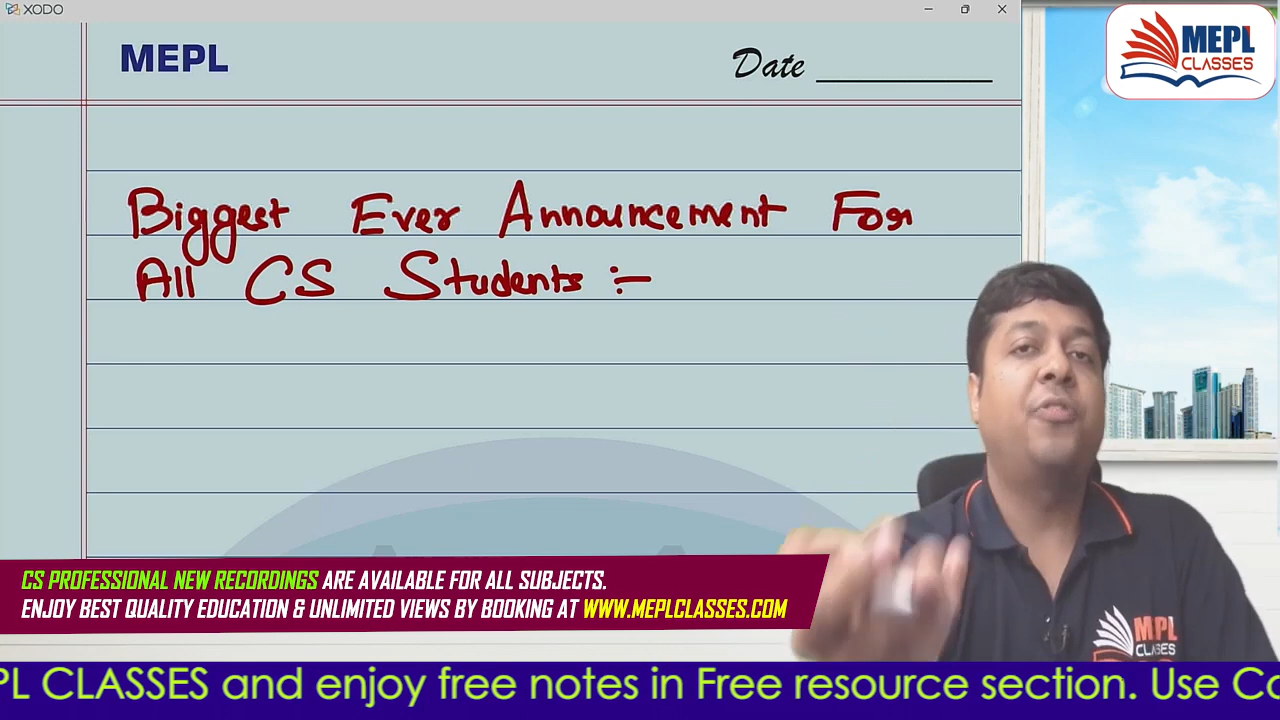 XODO
MEPL
Date
MEPL
CLASSES
Biggest Ever Announcement For
All CS Students :-
MEPL
CLASSES
CS PROFESSIONAL NEW RECORDINGS ARE AVAILABLE FOR ALL SUBJECTS.
ENJOY BEST QUALITY EDUCATION & UNLIMITED VIEWS BY BOOKING AT WWW.MEPLCLASSES.COM
PL CLASSES and enjoy free notes in Free resource section. Use Co